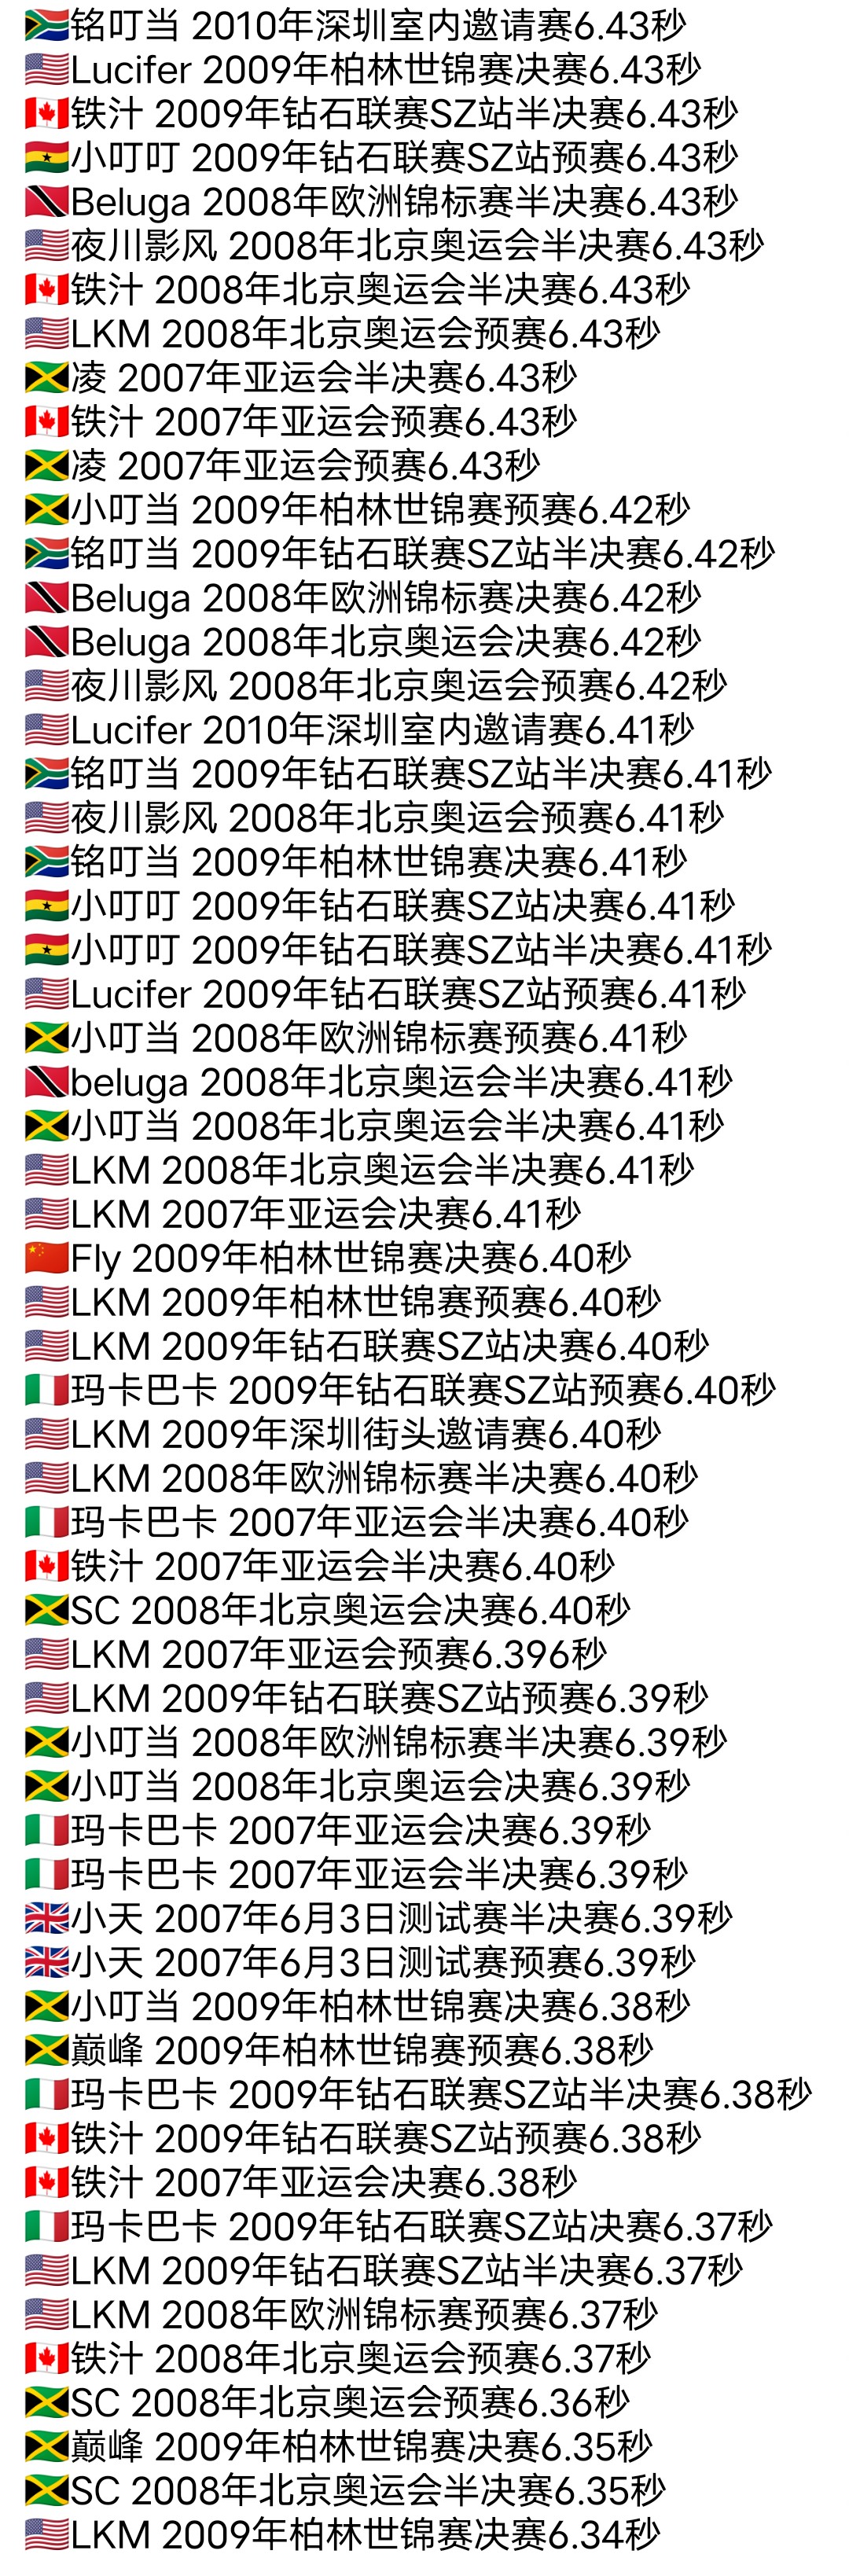 🇿🇦铭叮当 2010年深圳室内邀请赛6.43秒
🇺🇸Lucifer 2009年柏林世锦赛决赛6.43秒
🇨🇦铁汁 2009年钻石联赛SZ站半决赛6.43秒
🇬🇭小叮叮 2009年钻石联赛SZ站预赛6.43秒
🇹🇹Beluga 2008年欧洲锦标赛半决赛6.43秒
🇺🇸夜川影风 2008年北京奥运会半决赛6.43秒
🇨🇦铁汁 2008年北京奥运会半决赛6.43秒
🇺🇸LKM 2008年北京奥运会预赛6.43秒
🇯🇲凌 2007年亚运会半决赛6.43秒
🇨🇦铁汁 2007年亚运会预赛6.43秒
🇯🇲凌 2007年亚运会预赛6.43秒
🇯🇲小叮当 2009年柏林世锦赛预赛6.42秒
🇿🇦铭叮当 2009年钻石联赛SZ站半决赛6.42秒
🇹🇹Beluga 2008年欧洲锦标赛决赛6.42秒
🇹🇹Beluga 2008年北京奥运会决赛6.42秒
🇺🇸夜川影风 2008年北京奥运会预赛6.42秒
🇺🇸Lucifer 2010年深圳室内邀请赛6.41秒
🇿🇦铭叮当 2009年钻石联赛SZ站半决赛6.41秒
🇺🇸夜川影风 2008年北京奥运会预赛6.41秒
🇿🇦铭叮当 2009年柏林世锦赛决赛6.41秒
🇬🇭小叮叮 2009年钻石联赛SZ站决赛6.41秒
🇬🇭小叮叮 2009年钻石联赛SZ站半决赛6.41秒
🇺🇸Lucifer 2009年钻石联赛SZ站预赛6.41秒
🇯🇲小叮当 2008年欧洲锦标赛预赛6.41秒
🇹🇹beluga 2008年北京奥运会半决赛6.41秒
🇯🇲小叮当 2008年北京奥运会半决赛6.41秒
🇺🇸LKM 2008年北京奥运会半决赛6.41秒
🇺🇸LKM 2007年亚运会决赛6.41秒
🇨🇳Fly 2009年柏林世锦赛决赛6.40秒
🇺🇸LKM 2009年柏林世锦赛预赛6.40秒
🇺🇸LKM 2009年钻石联赛SZ站决赛6.40秒
🇮🇹玛卡巴卡 2009年钻石联赛SZ站预赛6.40秒
🇺🇸LKM 2009年深圳街头邀请赛6.40秒
🇺🇸LKM 2008年欧洲锦标赛半决赛6.40秒
🇮🇹玛卡巴卡 2007年亚运会半决赛6.40秒
🇨🇦铁汁 2007年亚运会半决赛6.40秒
🇯🇲SC 2008年北京奥运会决赛6.40秒
🇺🇸LKM 2007年亚运会预赛6.396秒
🇺🇸LKM 2009年钻石联赛SZ站预赛6.39秒
🇯🇲小叮当 2008年欧洲锦标赛半决赛6.39秒
🇯🇲小叮当 2008年北京奥运会决赛6.39秒
🇮🇹玛卡巴卡 2007年亚运会决赛6.39秒
🇮🇹玛卡巴卡 2007年亚运会半决赛6.39秒
🇬🇧小天 2007年6月3日测试赛半决赛6.39秒
🇬🇧小天 2007年6月3日测试赛预赛6.39秒
🇯🇲小叮当 2009年柏林世锦赛决赛6.38秒
🇯🇲巅峰 2009年柏林世锦赛预赛6.38秒
🇮🇹玛卡巴卡 2009年钻石联赛SZ站半决赛6.38秒
🇨🇦铁汁 2009年钻石联赛SZ站预赛6.38秒
🇨🇦铁汁 2007年亚运会决赛6.38秒
🇮🇹玛卡巴卡 2009年钻石联赛SZ站决赛6.37秒
🇺🇸LKM 2009年钻石联赛SZ站半决赛6.37秒
🇺🇸LKM 2008年欧洲锦标赛预赛6.37秒
🇨🇦铁汁 2008年北京奥运会预赛6.37秒
🇯🇲SC 2008年北京奥运会预赛6.36秒
🇯🇲巅峰 2009年柏林世锦赛决赛6.35秒
🇯🇲SC 2008年北京奥运会半决赛6.35秒
🇺🇸LKM 2009年柏林世锦赛决赛6.34秒